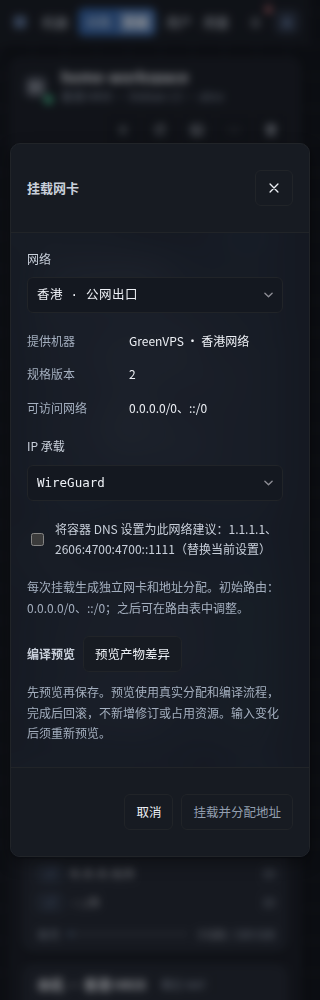 挂载网卡
网络
香港 · 公网出口
提供机器 GreenVPS · 香港网络
规格版本 2
可访问网络 0.0.0.0/0、::/0
IP 承载
WireGuard
将容器 DNS 设置为此网络建议：1.1.1.1、
2606:4700:4700::1111（替换当前设置）
每次挂载生成独立网卡和地址分配。初始路由：
0.0.0.0/0、::/0；之后可在路由表中调整。
编译预览 预览产物差异
先预览再保存。预览使用真实分配和编译流程，
完成后回滚，不新增修订或占用资源。输入变化
后须重新预览。
取消 挂载并分配地址